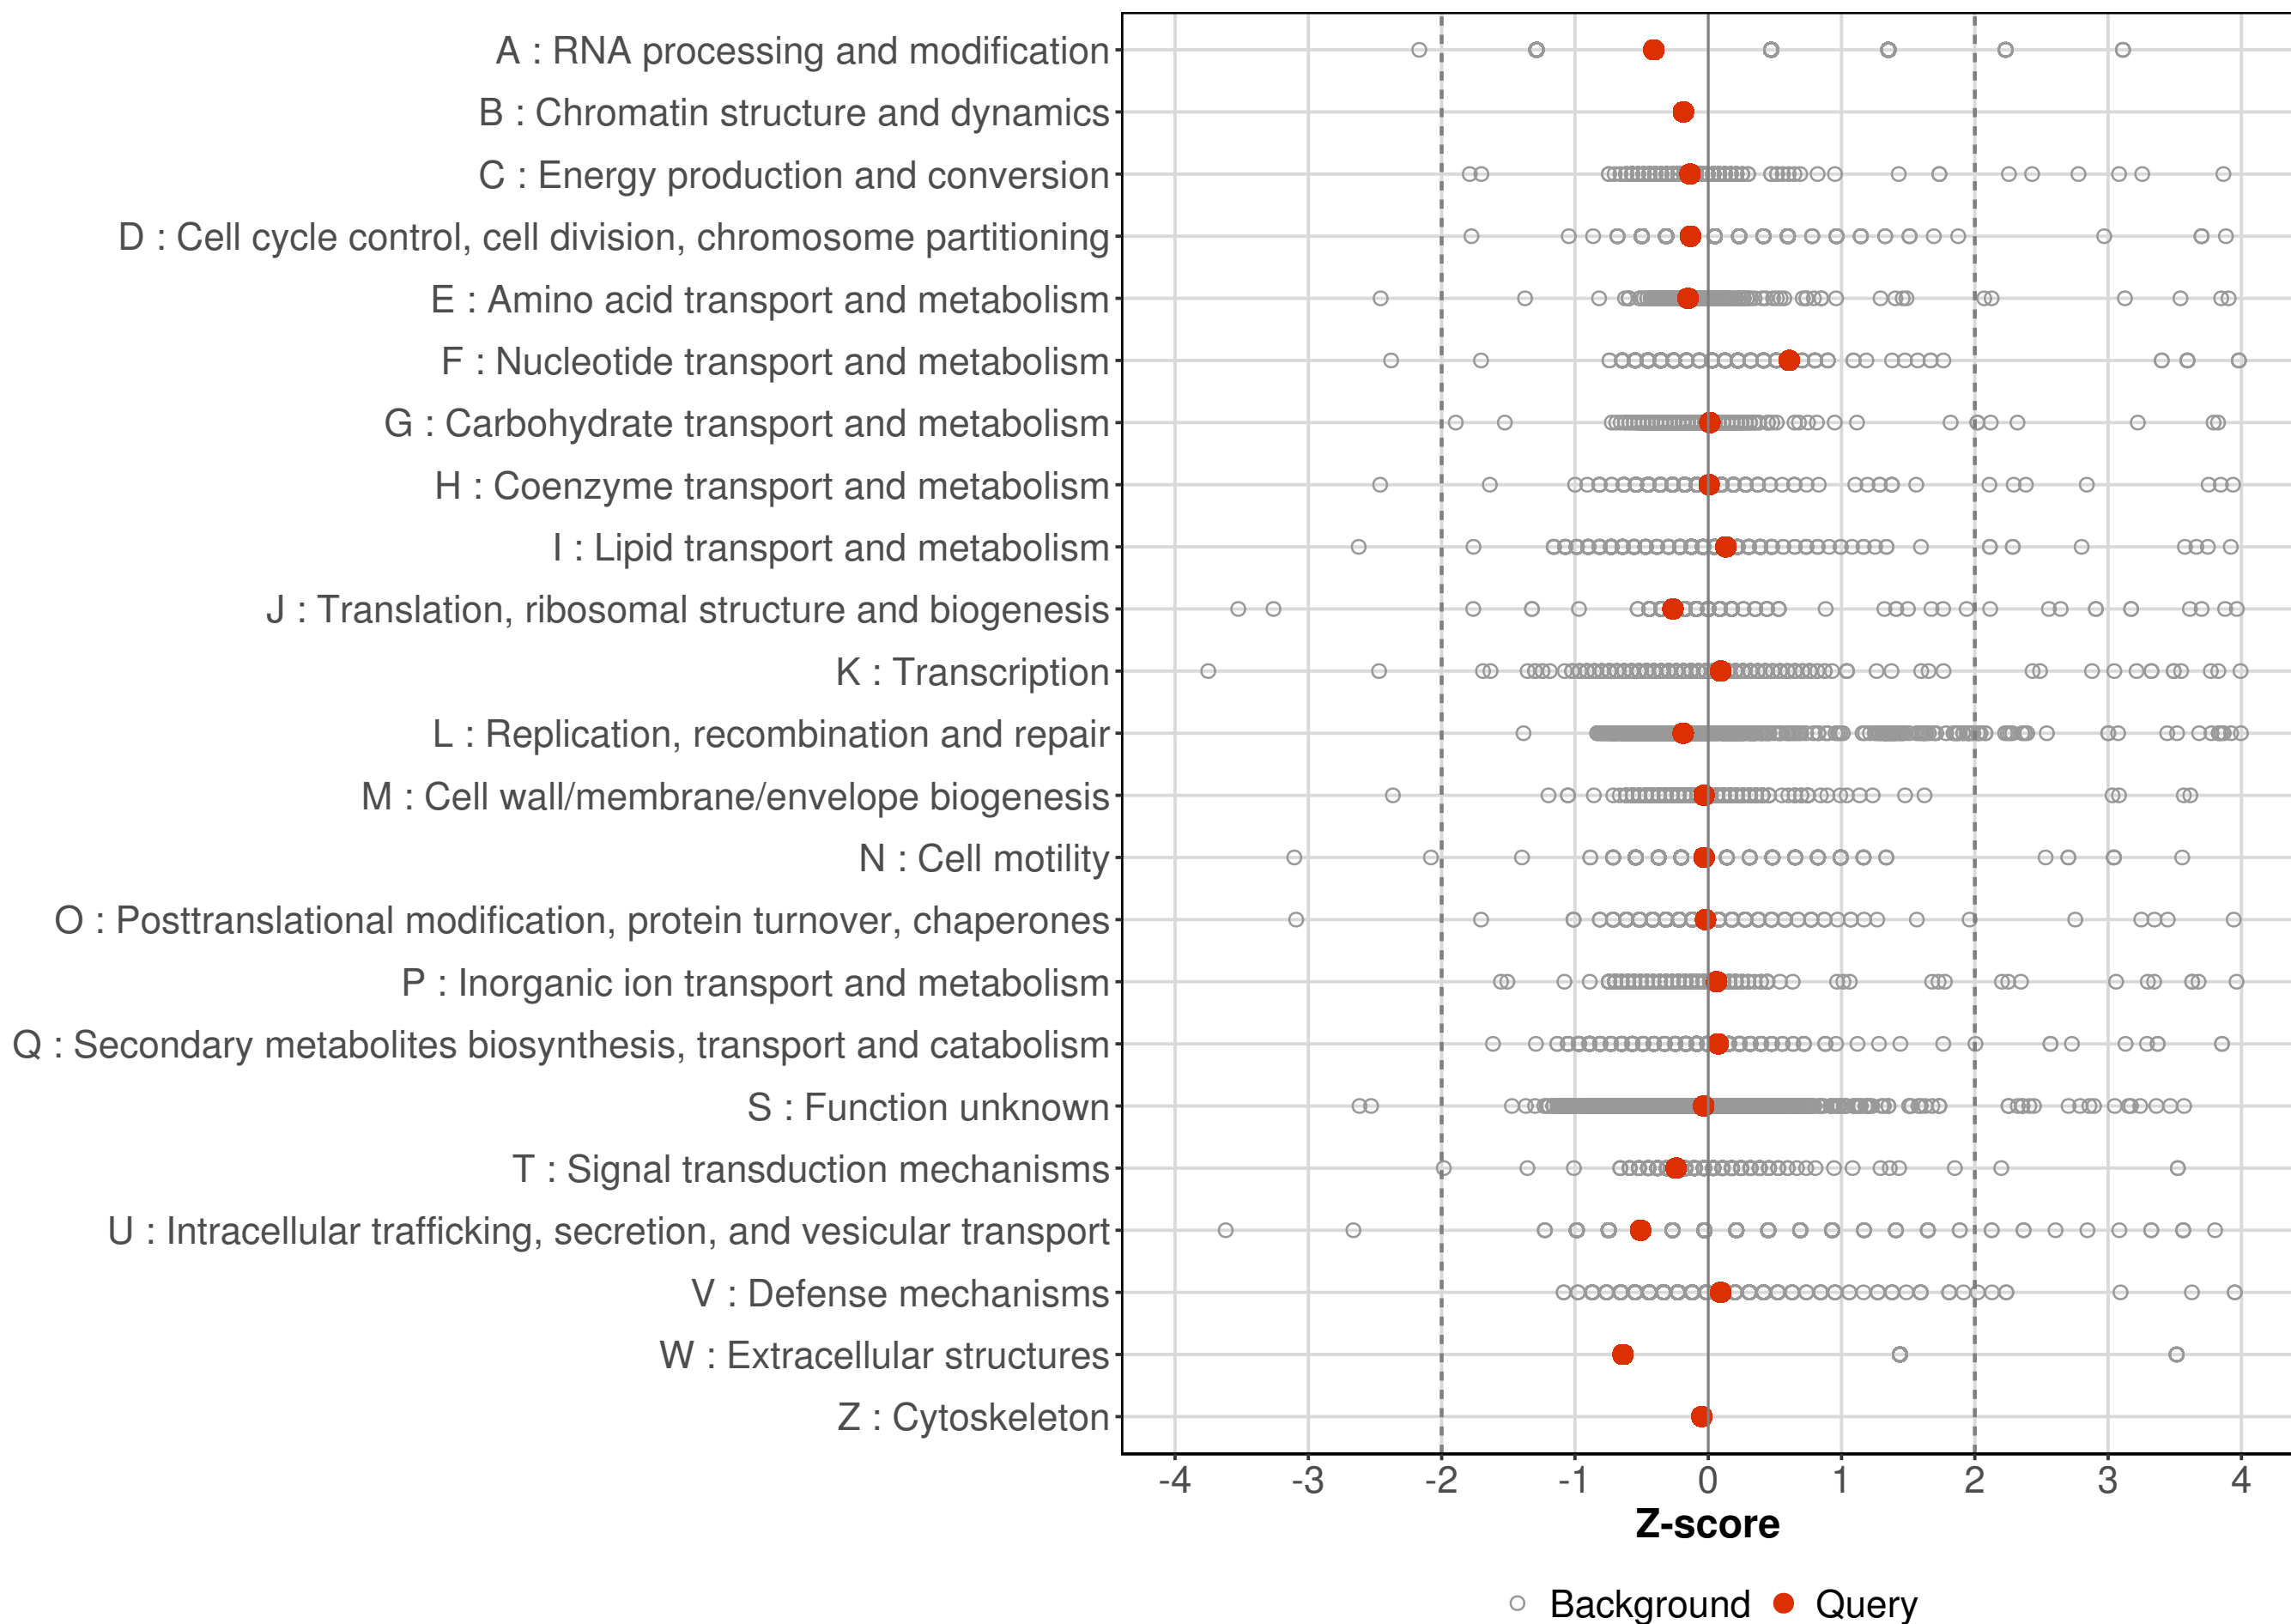 A : RNA processing and modification
B : Chromatin structure and dynamics
C : Energy production and conversion
D : Cell cycle control, cell division, chromosome partitioning
E : Amino acid transport and metabolism
F : Nucleotide transport and metabolism
G : Carbohydrate transport and metabolism
H : Coenzyme transport and metabolism
I : Lipid transport and metabolism
J : Translation, ribosomal structure and biogenesis
K : Transcription
L : Replication, recombination and repair
M : Cell wall/membrane/envelope biogenesis
N : Cell motility
O : Posttranslational modification, protein turnover, chaperones
P : Inorganic ion transport and metabolism
Q : Secondary metabolites biosynthesis, transport and catabolism
S : Function unknown
T : Signal transduction mechanisms
U : Intracellular trafficking, secretion, and vesicular transport
V : Defense mechanisms
W : Extracellular structures
Z : Cytoskeleton
-4 -3 -2 -1 0 1 2 3 4
Z-score
Background Query